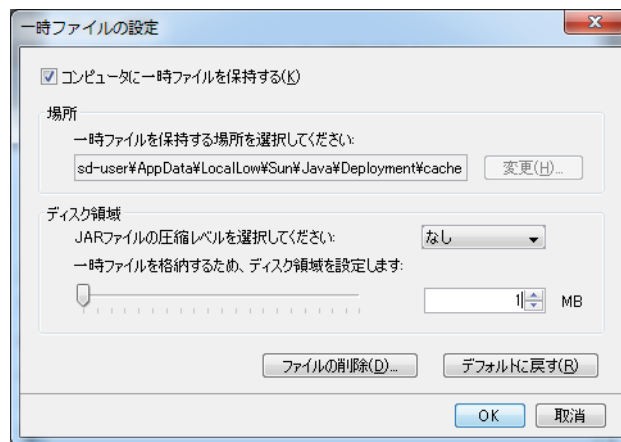 一時ファイルの設定
コンピュータに一時ファイルを保持する(K)
場所
一時ファイルを保持する場所を選択してください:
sd-user¥AppData¥LocalLow¥Sun¥Java¥Deployment¥cache
変更(H)...
ディスク領域
JARファイルの圧縮レベルを選択してください:
なし
一時ファイルを格納するため、ディスク領域を設定します:
1 MB
ファイルの削除(D)...
デフォルトに戻す(R)
OK
取消